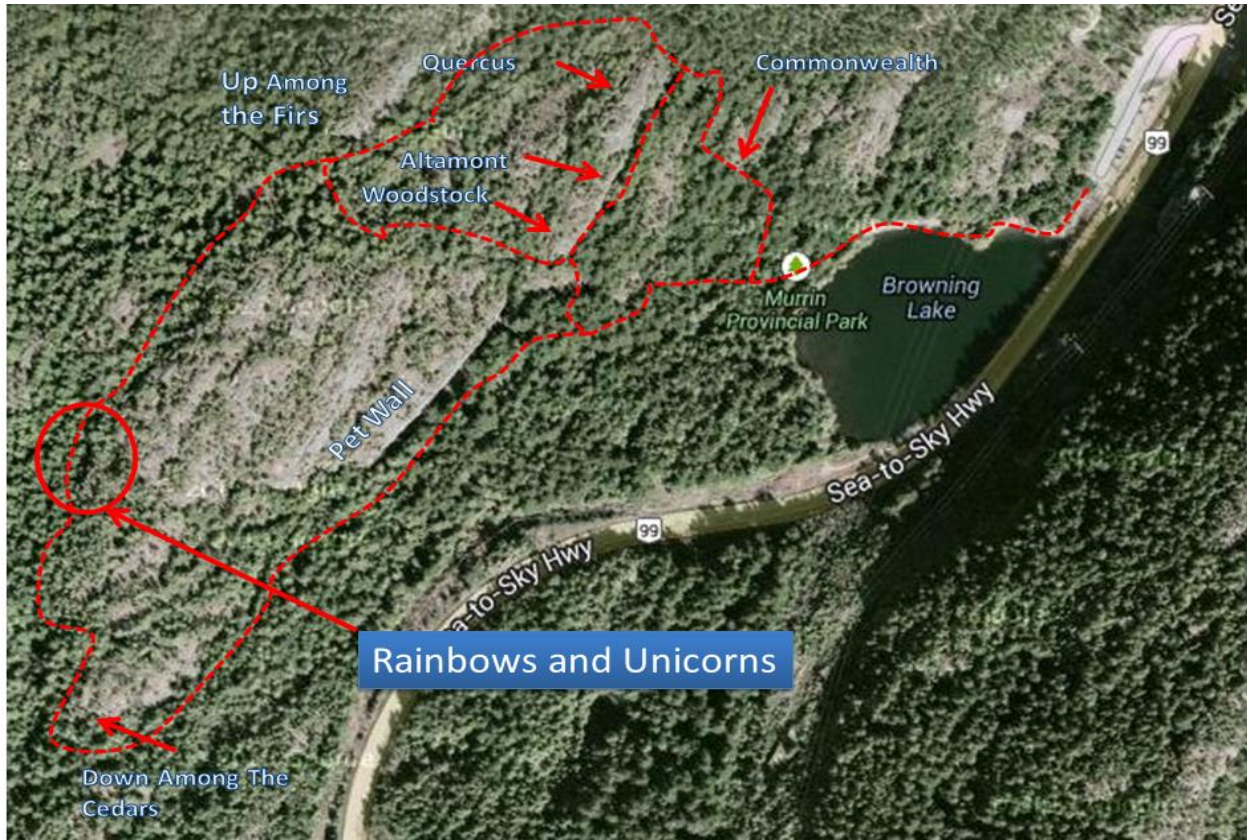 Up Among
the Firs
Quercus
Commonwealth
Altamont
Woodstock
99
Murrin
Provincial Park
Browning
Lake
Pet Wall
Sea-to-Sky Hwy
99
Sea-to-Sky Hwy
Rainbows and Unicorns
Down Among The
Cedars